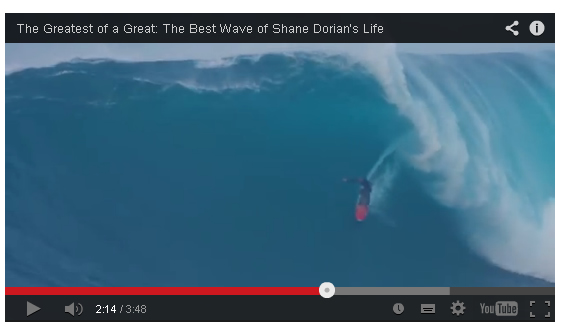 The Greatest of a Great: The Best Wave of Shane Dorian's Life
2:14 / 3:48
YouTube